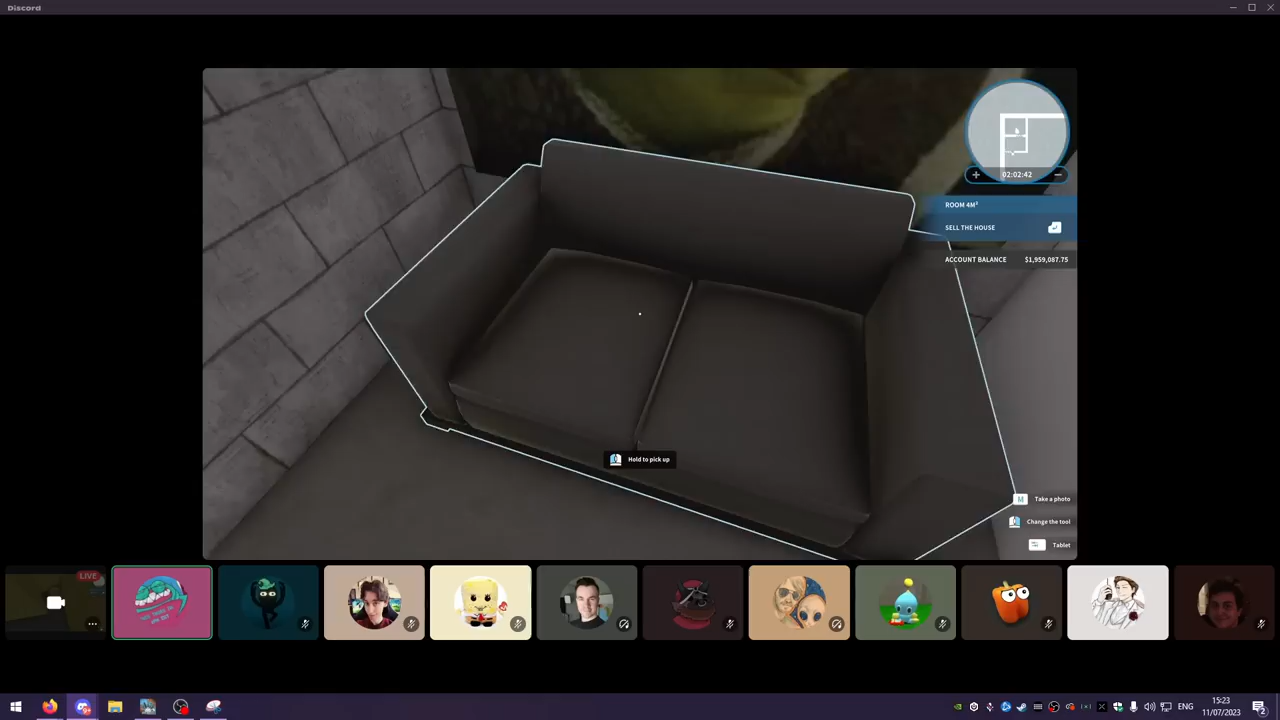 Discord
02:02:42
ROOM 4M²
SELL THE HOUSE
ACCOUNT BALANCE $1,959,087.75
Hold to pick up
M Take a photo
Change the tool
Tablet
LIVE
ENG
15:23
11/07/2023
2